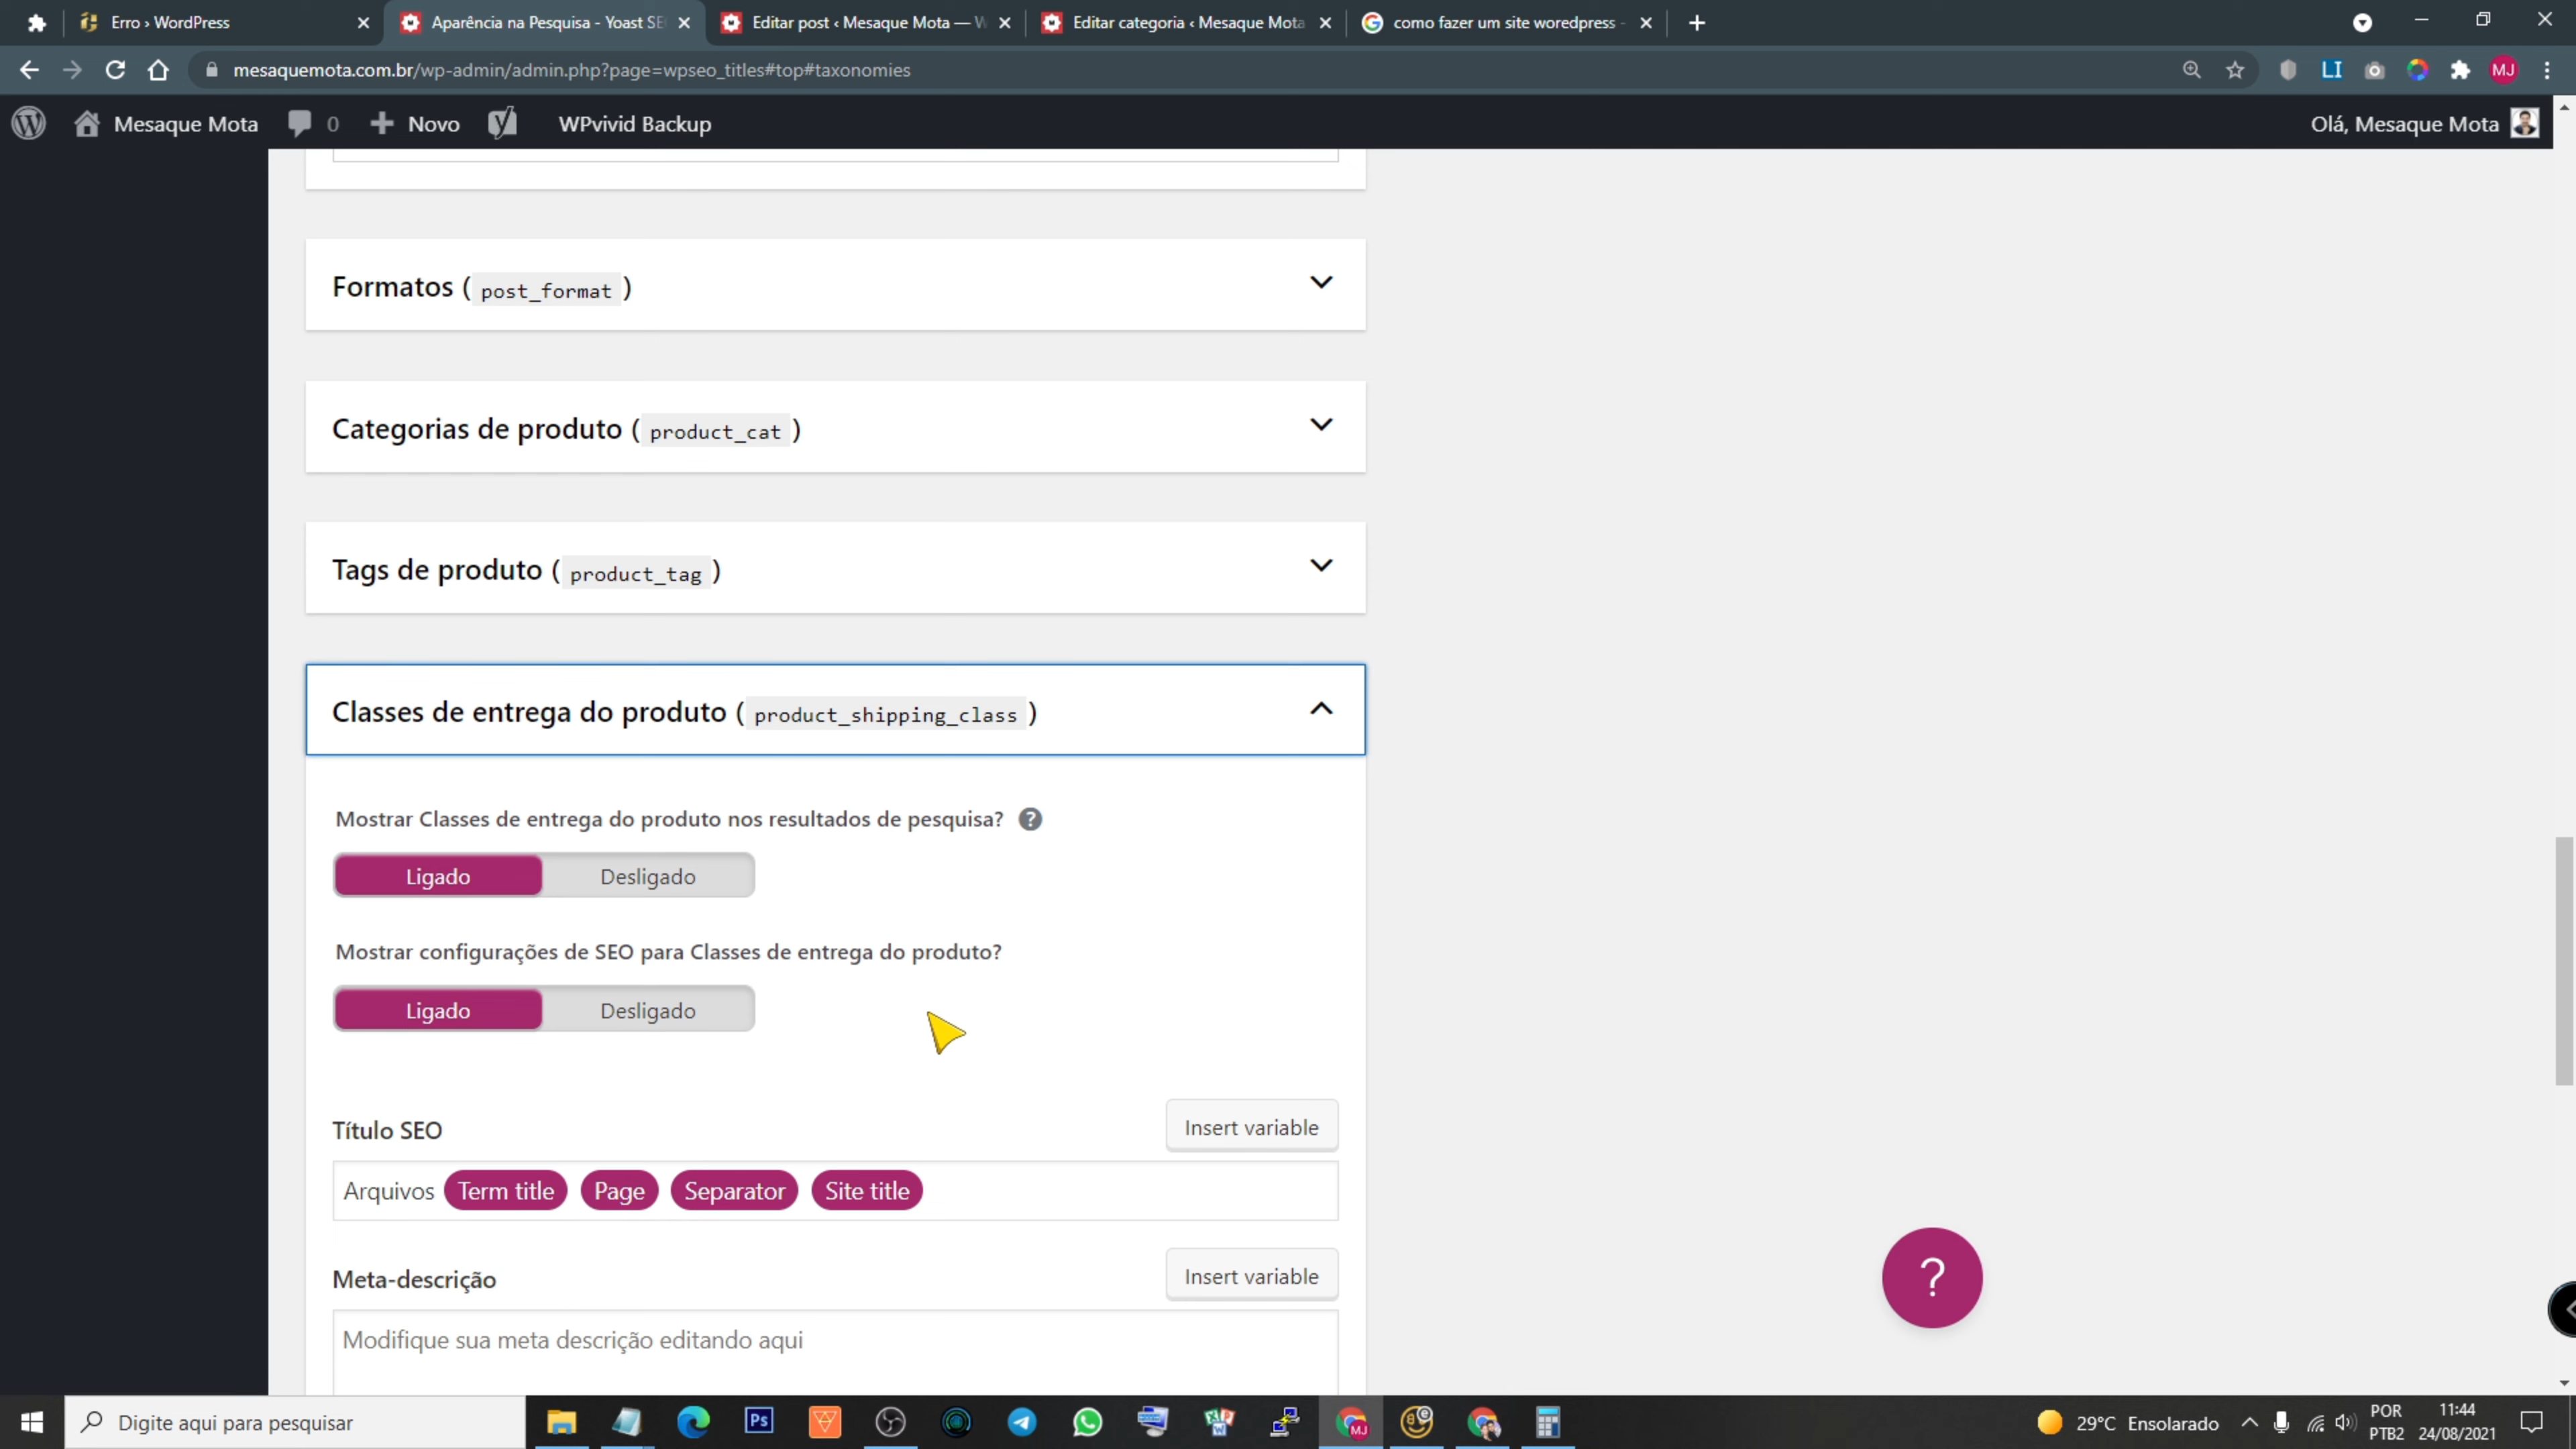 Erro › WordPress
Aparência na Pesquisa - Yoast SE
Editar post ‹ Mesaque Mota — W
Editar categoria ‹ Mesaque Mota
como fazer um site woredpress -
mesaquemota.com.br/wp-admin/admin.php?page=wpseo_titles#top#taxonomies
LI
MJ
Mesaque Mota
0
Novo
WPvivid Backup
Olá, Mesaque Mota
Formatos ( post_format )
Categorias de produto ( product_cat )
Tags de produto ( product_tag )
Classes de entrega do produto ( product_shipping_class )
Mostrar Classes de entrega do produto nos resultados de pesquisa? ?
Ligado Desligado
Mostrar configurações de SEO para Classes de entrega do produto?
Ligado Desligado
Título SEO
Insert variable
Arquivos Term title Page Separator Site title
Meta-descrição
Insert variable
Modifique sua meta descrição editando aqui
?
Digite aqui para pesquisar
Ps
MJ
29°C Ensolarado
POR
PTB2
11:44
24/08/2021